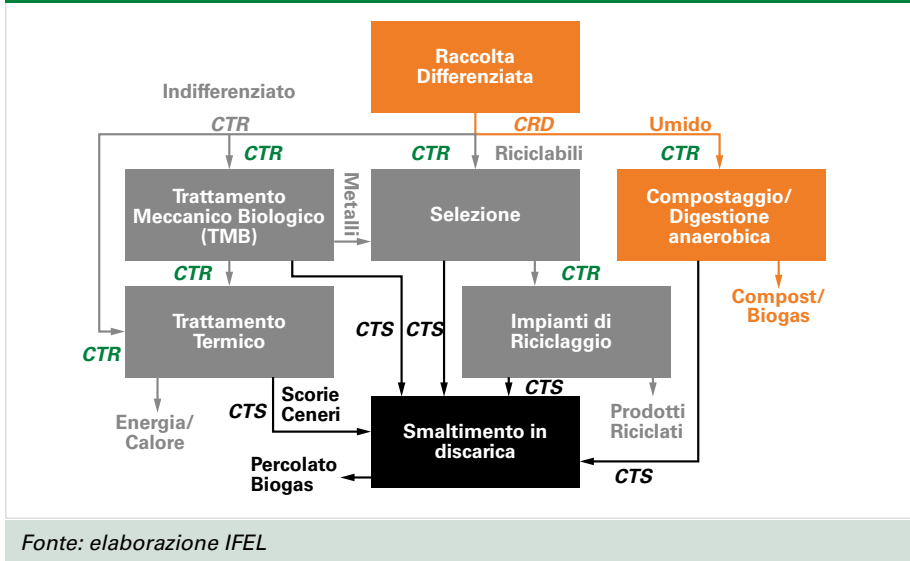 Raccolta
Differenziata
Indifferenziato
CTR
CRD
Umido
CTR
CTR
Riciclabili
CTR
Trattamento
Meccanico Biologico
(TMB)
Metalli
Selezione
Compostaggio/
Digestione
anaerobica
CTR
CTR
Compost/
Biogas
Trattamento
Termico
CTS
CTS
Impianti di
Riciclaggio
CTR
CTS
Energia/
Calore
CTS
Scorie
Ceneri
Smaltimento in
discarica
Prodotti
Riciclati
Percolato
Biogas
CTS
Fonte: elaborazione IFEL